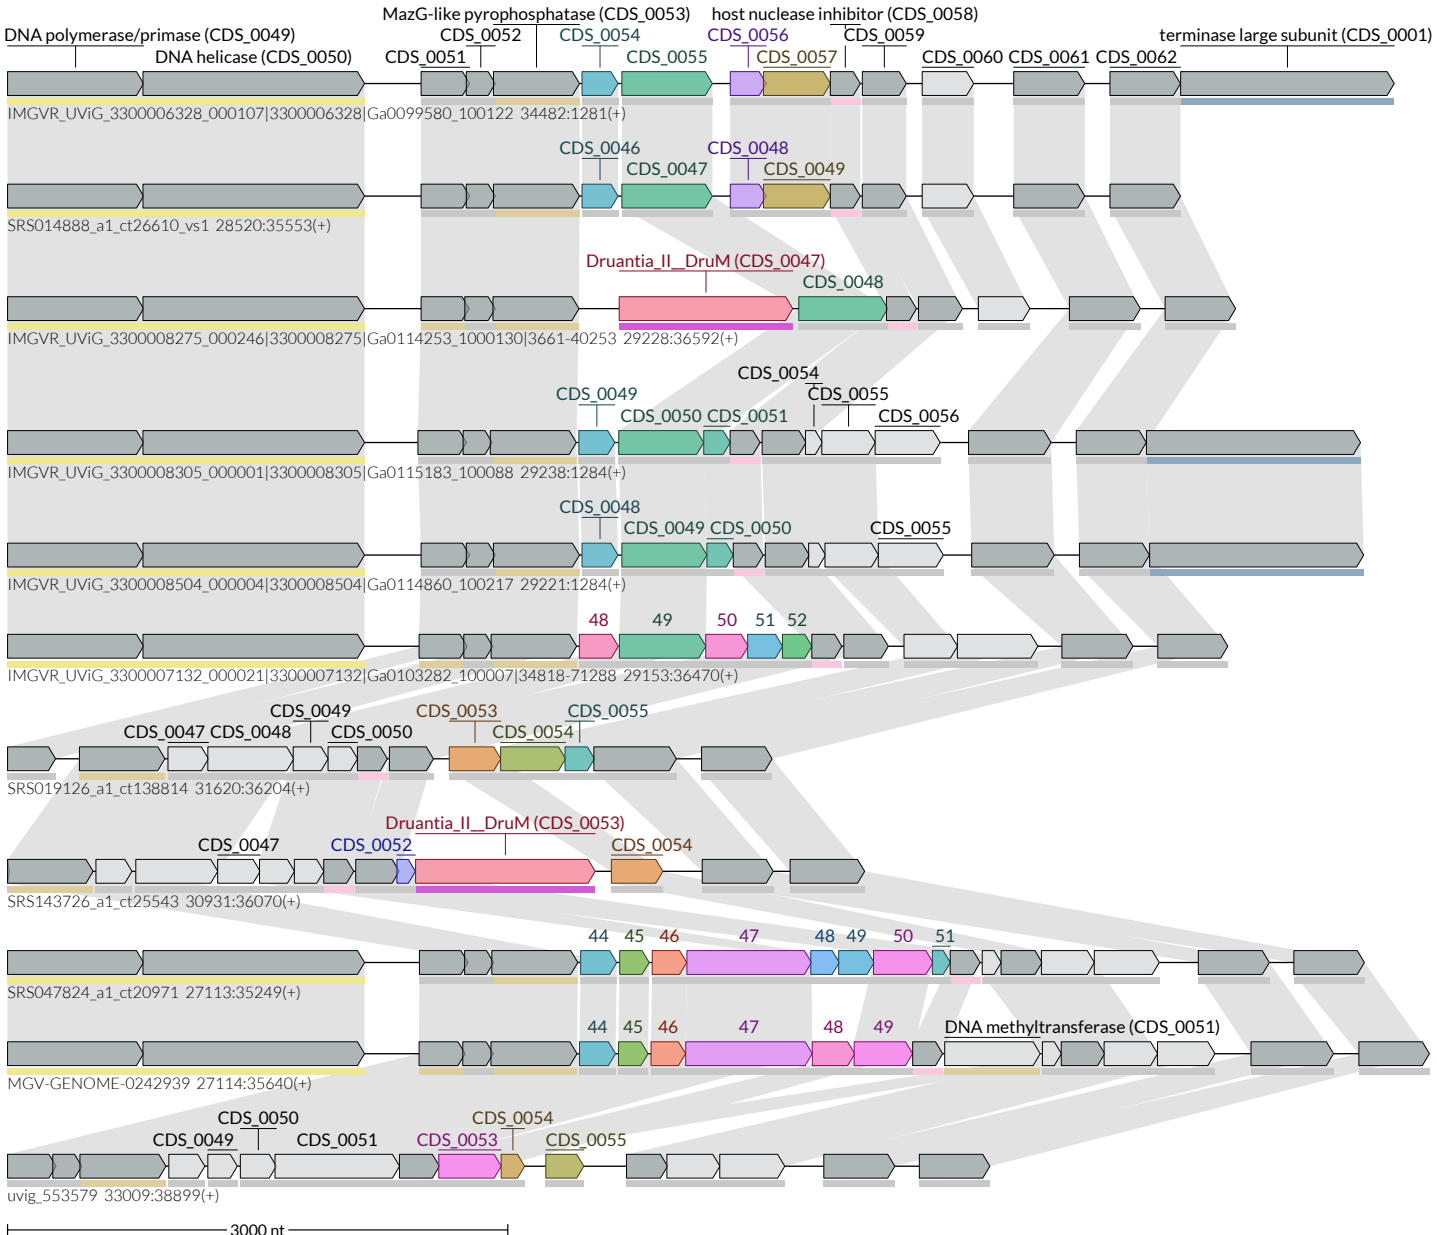 MazG-like pyrophosphatase (CDS_0053) host nuclease inhibitor (CDS_0058)
DNA polymerase/primase (CDS_0049) CDS_0052 CDS_0054 CDS_0056 CDS_0059 terminase large subunit (CDS_0001)
DNA helicase (CDS_0050) CDS_0051 CDS_0055 CDS_0057 CDS_0060 CDS_0061 CDS_0062
IMGVR_UViG_3300006328_000107|3300006328|Ga0099580_100122 34482:1281(+)
CDS_0046 CDS_0048
CDS_0047 CDS_0049
SRS014888_a1_ct26610_vs1 28520:35553(+)
Druantia_II__DruM (CDS_0047)
CDS_0048
IMGVR_UViG_3300008275_000246|3300008275|Ga0114253_1000130|3661-40253 29228:36592(+)
CDS_0054
CDS_0049 CDS_0055
CDS_0050 CDS_0051 CDS_0056
IMGVR_UViG_3300008305_000001|3300008305|Ga0115183_100088 29238:1284(+)
CDS_0048
CDS_0049 CDS_0050 CDS_0055
IMGVR_UViG_3300008504_000004|3300008504|Ga0114860_100217 29221:1284(+)
48 49 50 51 52
IMGVR_UViG_3300007132_000021|3300007132|Ga0103282_100007|34818-71288 29153:36470(+)
CDS_0049 CDS_0053 CDS_0055
CDS_0047 CDS_0048 CDS_0050 CDS_0054
SRS019126_a1_ct138814 31620:36204(+)
Druantia_II__DruM (CDS_0053)
CDS_0047 CDS_0052 CDS_0054
SRS143726_a1_ct25543 30931:36070(+)
44 45 46 47 48 49 50 51
SRS047824_a1_ct20971 27113:35249(+)
44 45 46 47 48 49 DNA methyltransferase (CDS_0051)
MGV-GENOME-0242939 27114:35640(+)
CDS_0050 CDS_0054
CDS_0049 CDS_0051 CDS_0053 CDS_0055
uvig_553579 33009:38899(+)
3000 nt